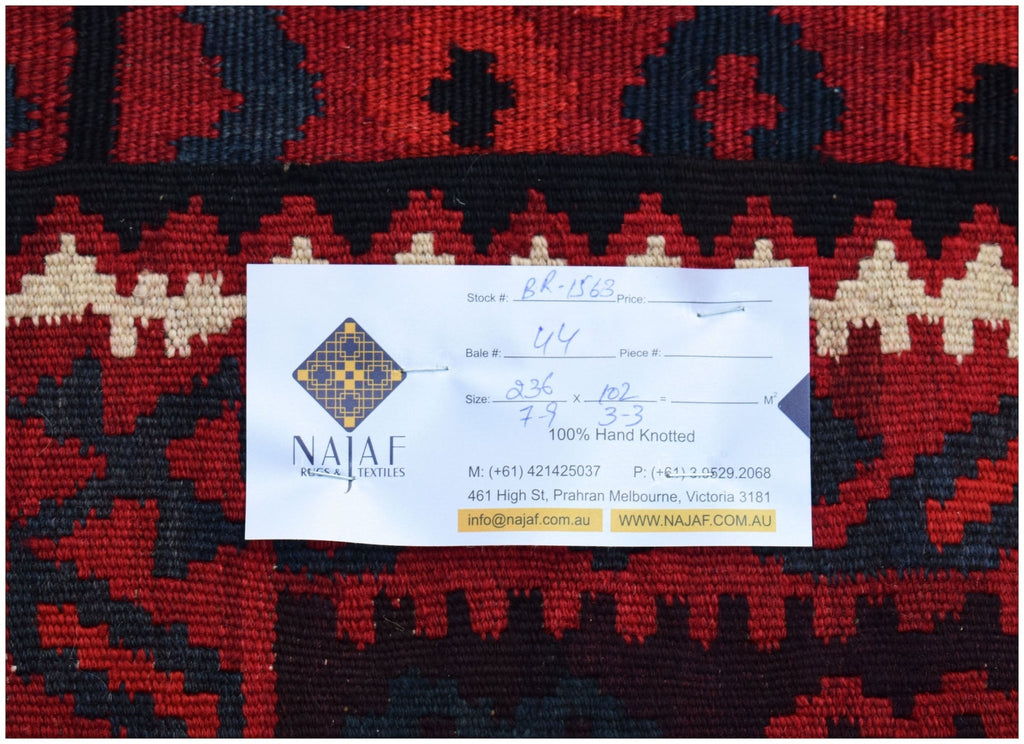 Stock #: BR-1563 Price:
Bale #: 44 Piece #:
Size: 236 X 102 = M²
7-9 3-3
100% Hand Knotted
NAJAF
RUGS & TEXTILES
M: (+61) 421425037 P: (+61) 3.9529.2068
461 High St, Prahran Melbourne, Victoria 3181
info@najaf.com.au WWW.NAJAF.COM.AU